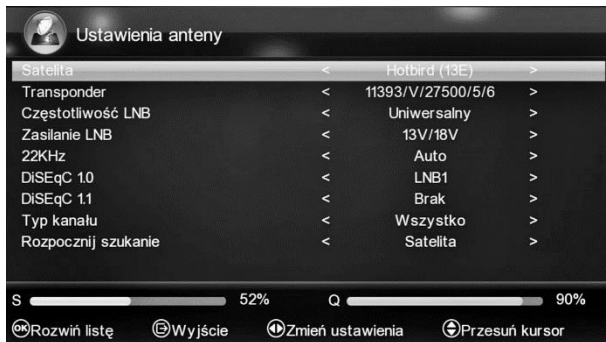 Ustawienia anteny
Satelita < Hotbird (13E) >
Transponder < 11393/V/27500/5/6 >
Częstotliwość LNB < Uniwersalny >
Zasilanie LNB < 13V/18V >
22KHz < Auto >
DiSEqC 1.0 < LNB1 >
DiSEqC 1.1 < Brak >
Typ kanału < Wszystko >
Rozpocznij szukanie < Satelita >
S 52% Q 90%
OK Rozwiń listę Wyjście Zmień ustawienia Przesuń kursor